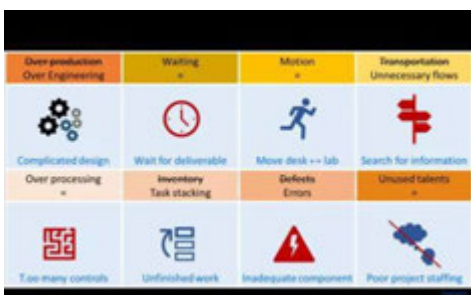 Over production Waiting Motion Transportation
Over Engineering = = Unnecessary flows
Complicated design Wait for deliverable Move desk ↔ lab Search for information
Over processing Inventory Defects Unused talents
= Task stacking Errors =
Too many controls Unfinished work Inadequate component Poor project staffing